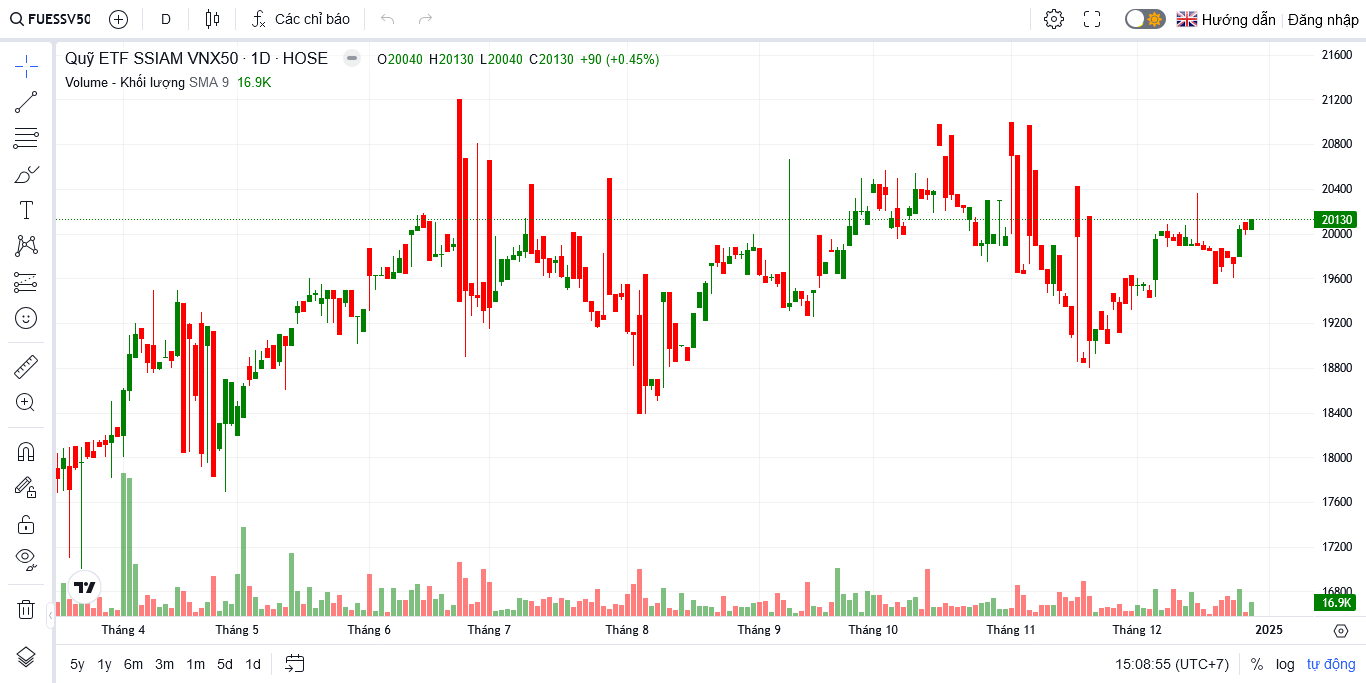 FUESSV50 D Các chỉ báo Hướng dẫn Đăng nhập
Quỹ ETF SSIAM VNX50 · 1D · HOSE O20040 H20130 L20040 C20130 +90 (+0.45%)
Volume - Khối lượng SMA 9 16.9K
21600
21200
20800
20400
20130
20000
19600
19200
18800
18400
18000
17600
17200
16800
16.9K
Tháng 4 Tháng 5 Tháng 6 Tháng 7 Tháng 8 Tháng 9 Tháng 10 Tháng 11 Tháng 12 2025
5y 1y 6m 3m 1m 5d 1d 15:08:55 (UTC+7) % log tự động